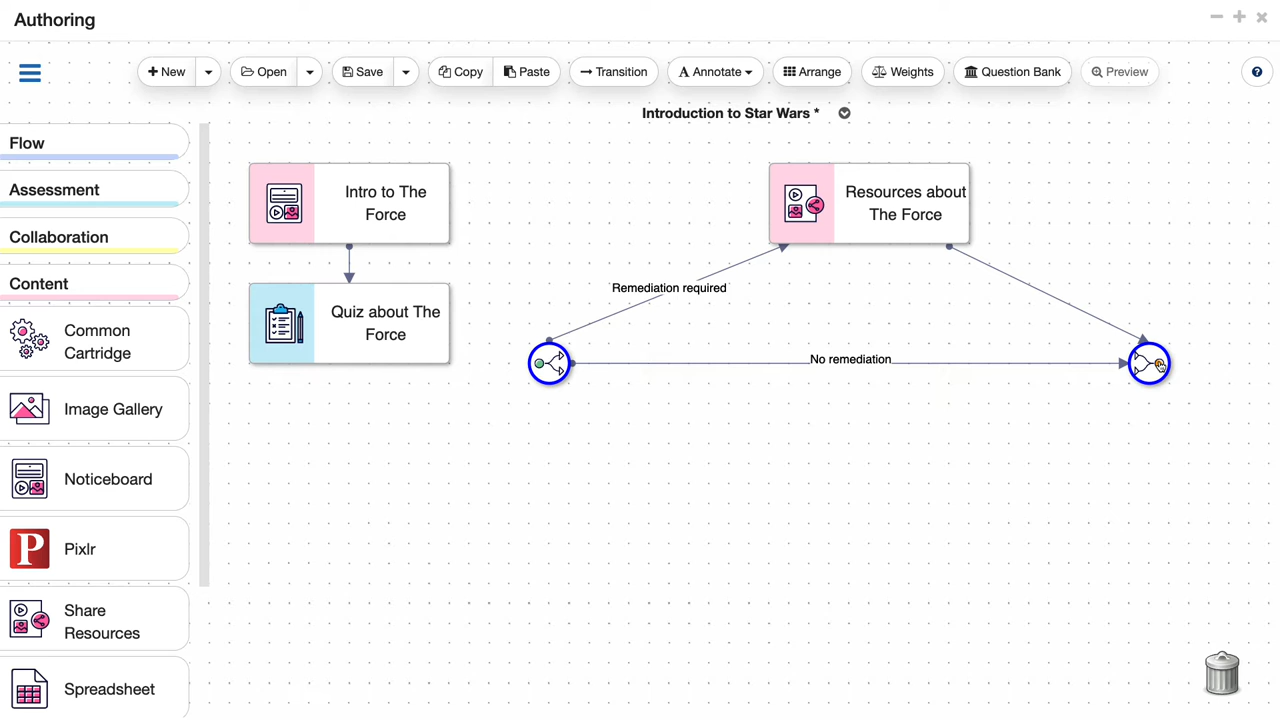 Authoring
New
Open
Save
Copy
Paste
Transition
Annotate
Arrange
Weights
Question Bank
Preview
Introduction to Star Wars *
Flow
Assessment
Collaboration
Content
Common
Cartridge
Image Gallery
Noticeboard
Pixlr
Share
Resources
Spreadsheet
Intro to The
Force
Quiz about The
Force
Resources about
The Force
Remediation required
No remediation